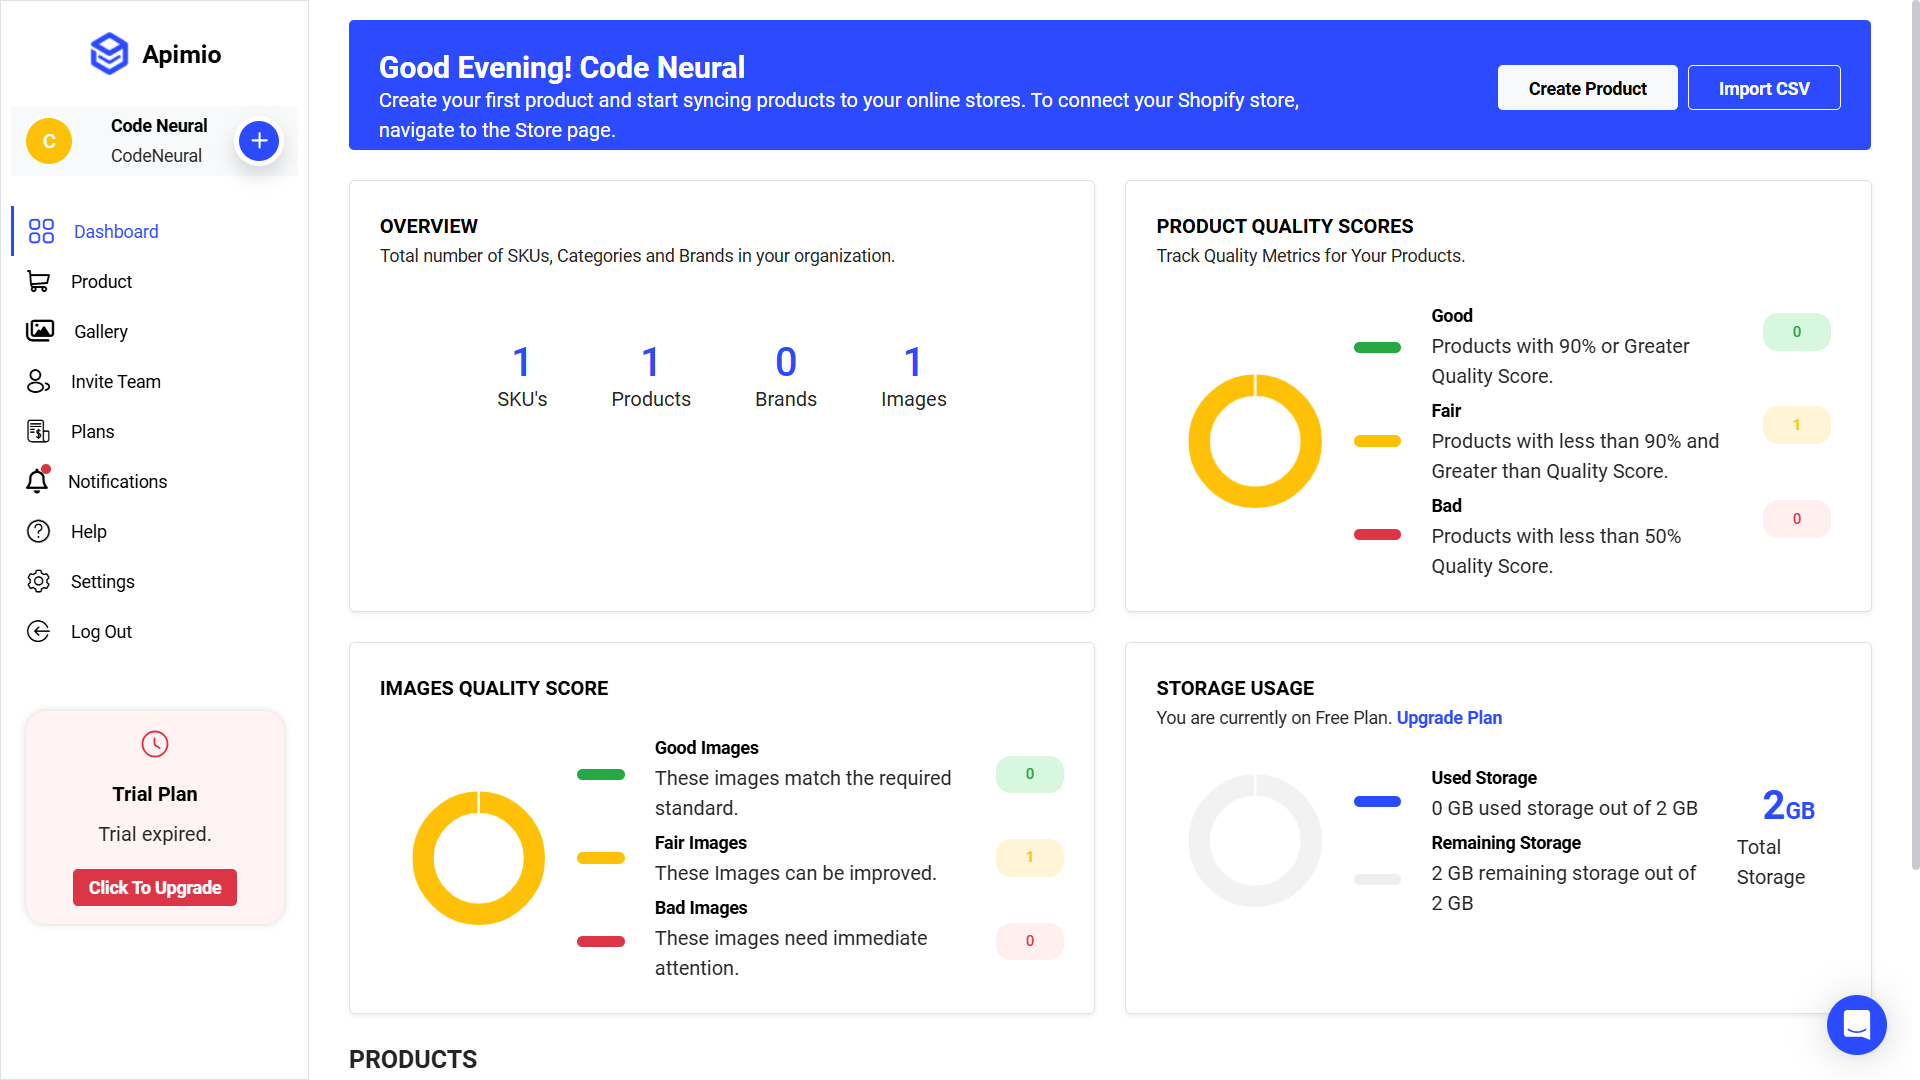 Apimio
C
Code Neural
CodeNeural
Dashboard
Product
Gallery
Invite Team
Plans
Notifications
Help
Settings
Log Out
Trial Plan
Trial expired.
Click To Upgrade
Good Evening! Code Neural
Create your first product and start syncing products to your online stores. To connect your Shopify store,
navigate to the Store page.
Create Product
Import CSV
OVERVIEW
Total number of SKUs, Categories and Brands in your organization.
1 1 0 1
SKU's Products Brands Images
PRODUCT QUALITY SCORES
Track Quality Metrics for Your Products.
Good
Products with 90% or Greater
Quality Score.
0
Fair
Products with less than 90% and
Greater than Quality Score.
1
Bad
Products with less than 50%
Quality Score.
0
IMAGES QUALITY SCORE
Good Images
These images match the required
standard.
0
Fair Images
These Images can be improved.
1
Bad Images
These images need immediate
attention.
0
STORAGE USAGE
You are currently on Free Plan. Upgrade Plan
Used Storage
0 GB used storage out of 2 GB
Remaining Storage
2 GB remaining storage out of
2 GB
2GB
Total
Storage
PRODUCTS